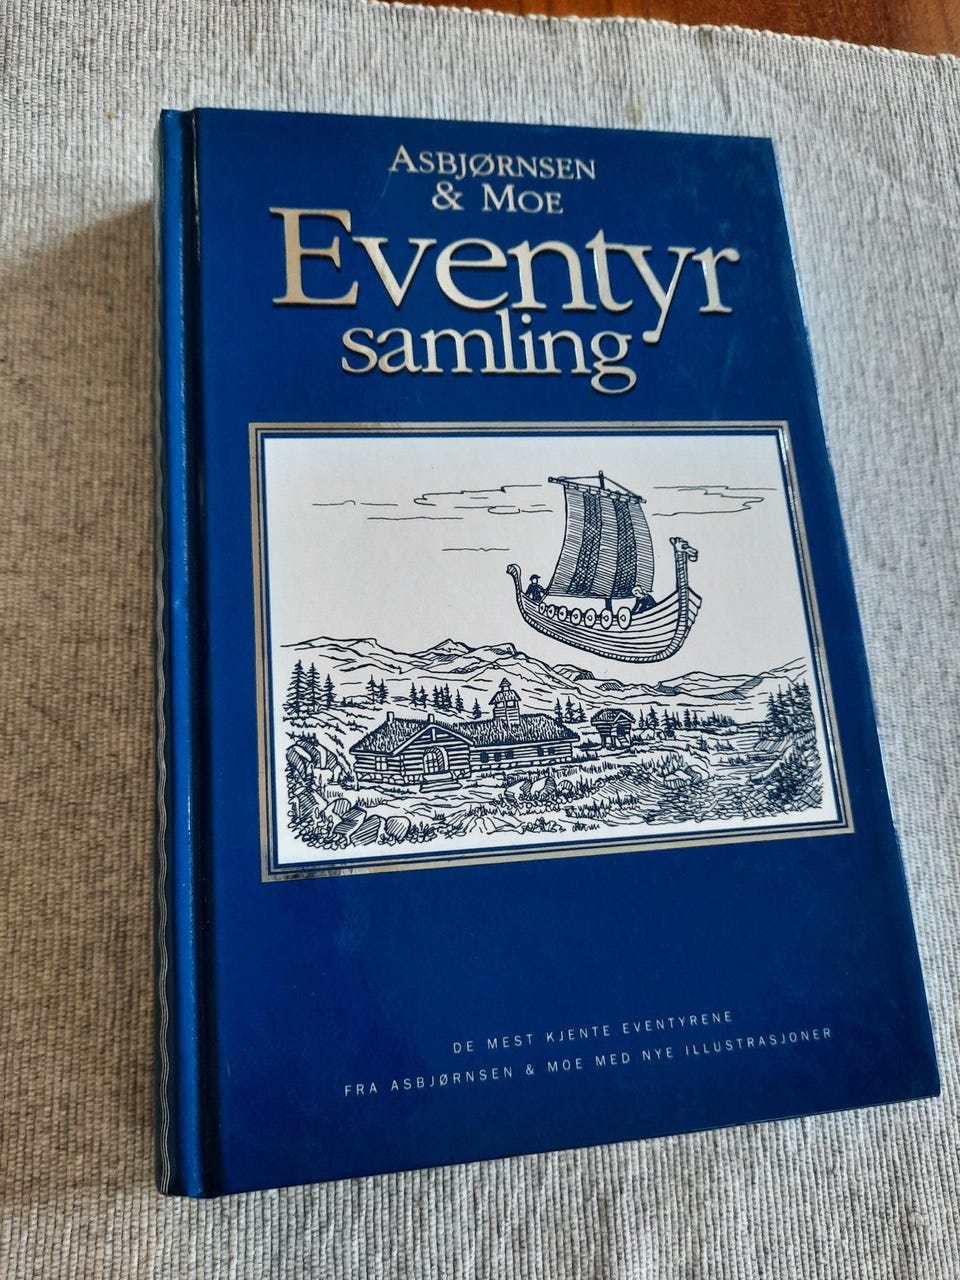 ASBJØRNSEN
& MOE
Eventyr
samling
DE MEST KJENTE EVENTYRENE
FRA ASBJØRNSEN & MOE MED NYE ILLUSTRASJONER